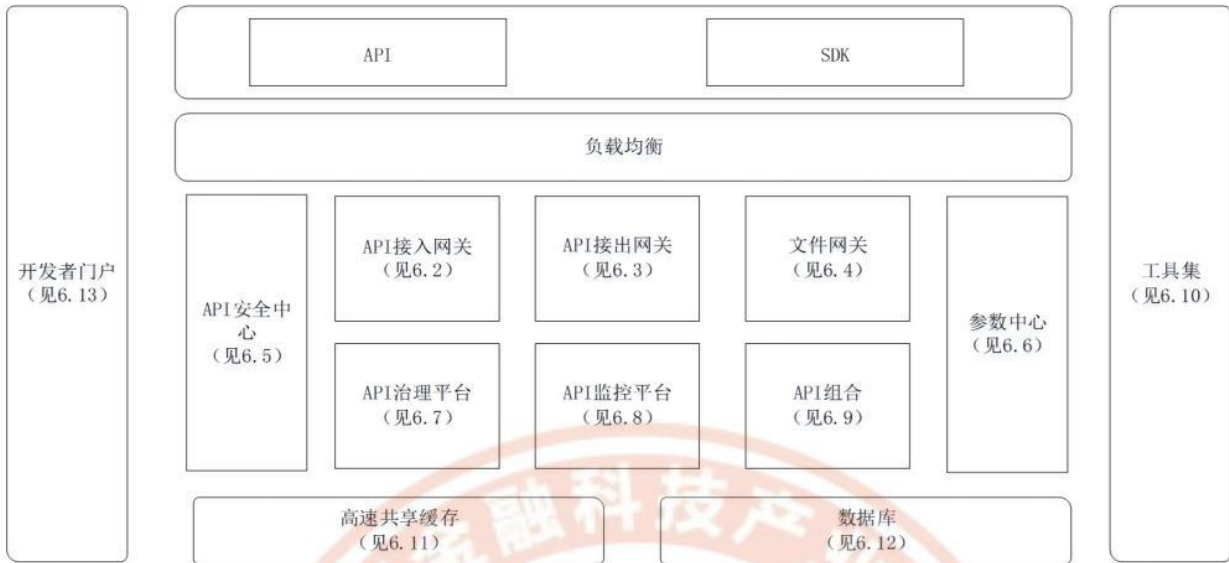 API
SDK
负载均衡
开发者门户
（见6.13）
API安全中
心
（见6.5）
API接入网关
（见6.2）
API接出网关
（见6.3）
文件网关
（见6.4）
参数中心
（见6.6）
工具集
（见6.10）
API治理平台
（见6.7）
API监控平台
（见6.8）
API组合
（见6.9）
高速共享缓存
（见6.11）
数据库
（见6.12）
金融科技产